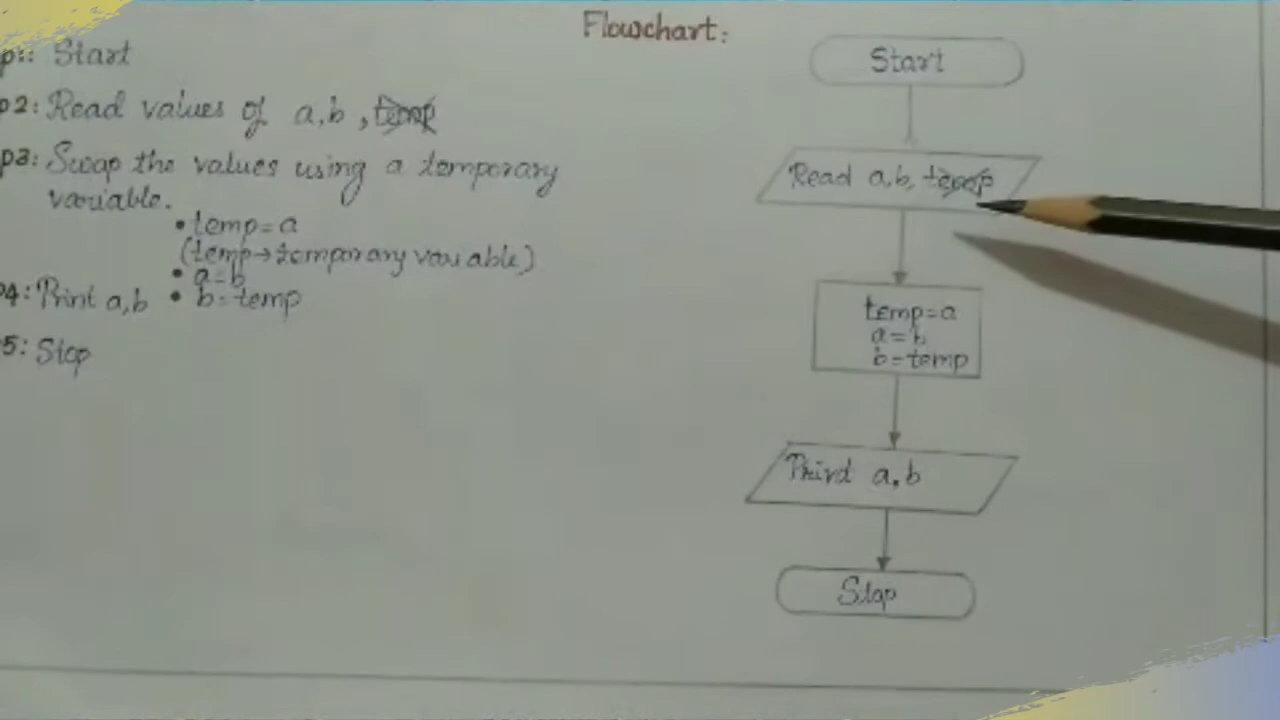 Flowchart:
p1: Start
p2: Read values of a,b, temp
p3: Swap the values using a temporary
variable.
• temp=a
(temp→temporary variable)
• a=b
p4: Print a,b • b=temp
5: Stop
Start
Read a,b, temp
temp=a
a=b
b=temp
Print a,b
Stop